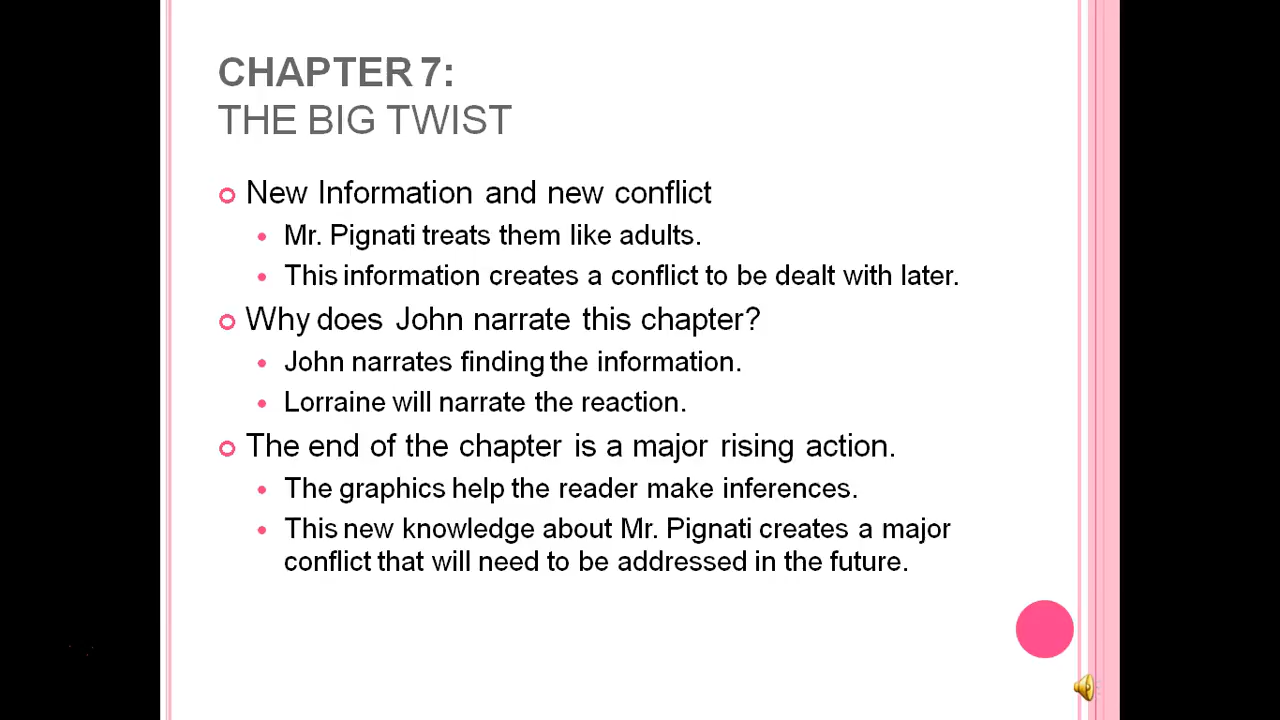 CHAPTER 7:
THE BIG TWIST
New Information and new conflict
Mr. Pignati treats them like adults.
This information creates a conflict to be dealt with later.
Why does John narrate this chapter?
John narrates finding the information.
Lorraine will narrate the reaction.
The end of the chapter is a major rising action.
The graphics help the reader make inferences.
This new knowledge about Mr. Pignati creates a major
conflict that will need to be addressed in the future.